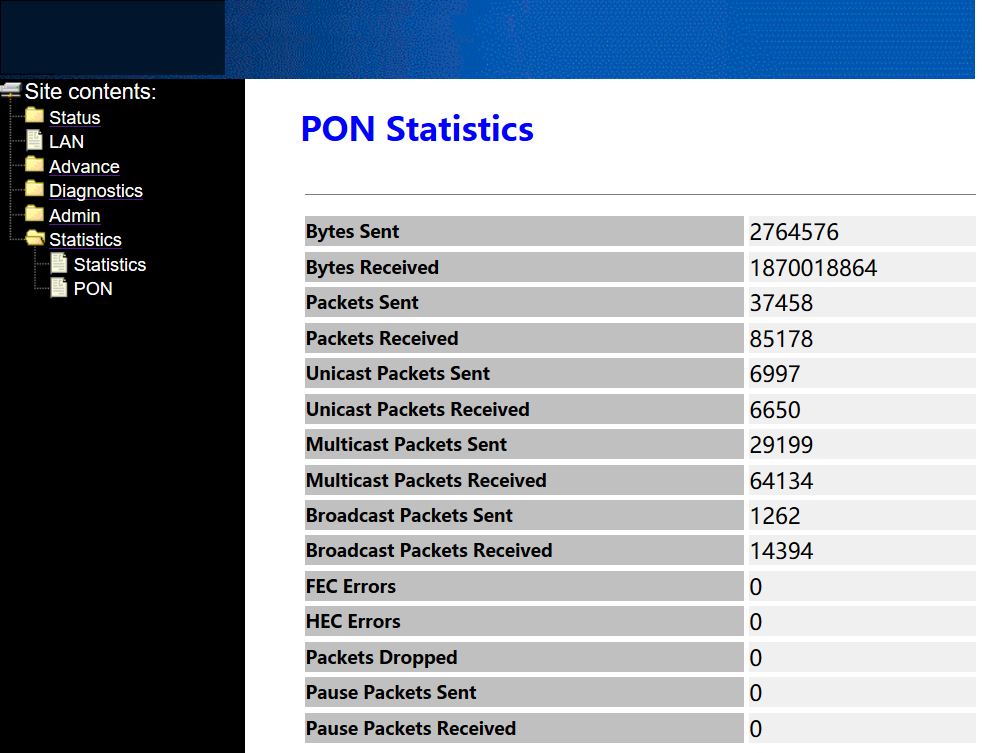 Site contents:
Status
LAN
Advance
Diagnostics
Admin
Statistics
Statistics
PON
PON Statistics
Bytes Sent 2764576
Bytes Received 1870018864
Packets Sent 37458
Packets Received 85178
Unicast Packets Sent 6997
Unicast Packets Received 6650
Multicast Packets Sent 29199
Multicast Packets Received 64134
Broadcast Packets Sent 1262
Broadcast Packets Received 14394
FEC Errors 0
HEC Errors 0
Packets Dropped 0
Pause Packets Sent 0
Pause Packets Received 0